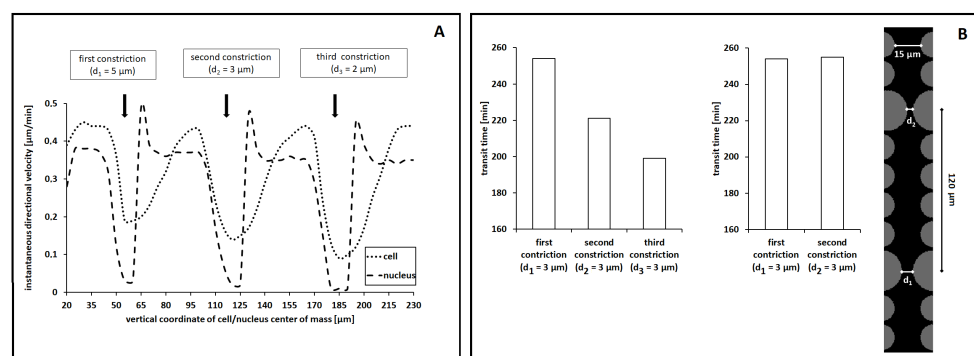 A
first constriction
(d1 = 5 µm)
second constriction
(d2 = 3 µm)
third constriction
(d3 = 2 µm)
instantaneous directional velocity [µm/min]
0,5
0,4
0,3
0,2
0,1
0
cell
nucleus
20 35 50 65 80 95 110 125 140 155 170 185 200 215 230
vertical coordinate of cell/nucleus center of mass [µm]
B
transit time [min]
260
240
220
200
180
160
first
contriction
(d1 = 3 µm)
second
constriction
(d2 = 3 µm)
third
constriction
(d3 = 3 µm)
transit time [min]
260
240
220
200
180
160
first
contriction
(d1 = 3 µm)
second
constriction
(d2 = 3 µm)
15 µm
d2
120 µm
d1